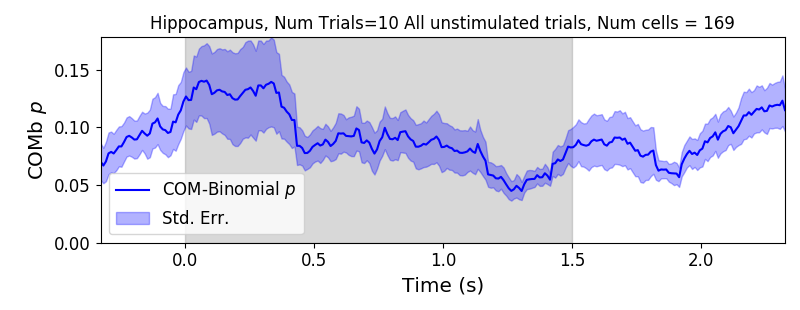 Hippocampus, Num Trials=10 All unstimulated trials, Num cells = 169
COMb p
0.15
0.10
0.05
0.00
COM-Binomial p
Std. Err.
0.0 0.5 1.0 1.5 2.0
Time (s)